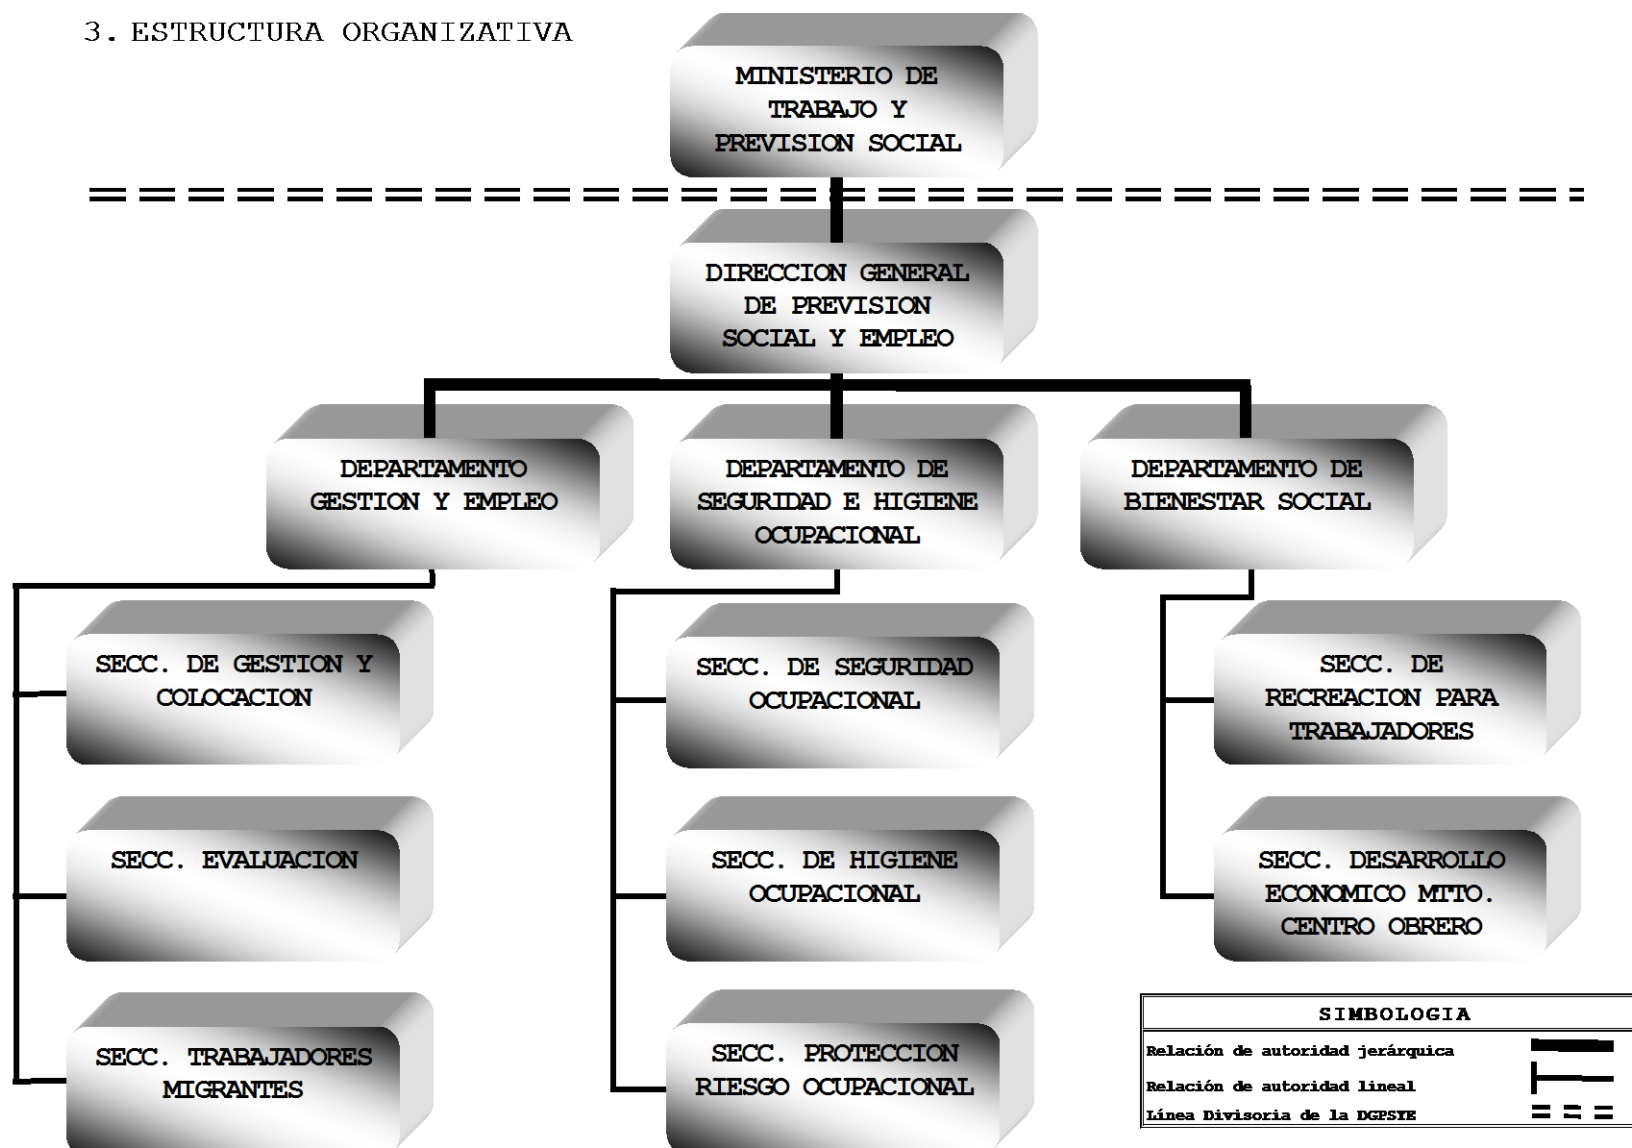 3. ESTRUCTURA ORGANIZATIVA
MINISTERIO DE
TRABAJO Y
PREVISION SOCIAL
DIRECCION GENERAL
DE PREVISION
SOCIAL Y EMPLEO
DEPARTAMENTO
GESTION Y EMPLEO
DEPARTAMENTO DE
SEGURIDAD E HIGIENE
OCUPACIONAL
DEPARTAMENTO DE
BIENESTAR SOCIAL
SECC. DE GESTION Y
COLOCACION
SECC. EVALUACION
SECC. TRABAJADORES
MIGRANTES
SECC. DE SEGURIDAD
OCUPACIONAL
SECC. DE HIGIENE
OCUPACIONAL
SECC. PROTECCION
RIESGO OCUPACIONAL
SECC. DE
RECREACION PARA
TRABAJADORES
SECC. DESARROLLO
ECONOMICO MTTO.
CENTRO OBRERO
SIMBOLOGIA
Relación de autoridad jerárquica
Relación de autoridad lineal
Línea Divisoria de la DGPSYE